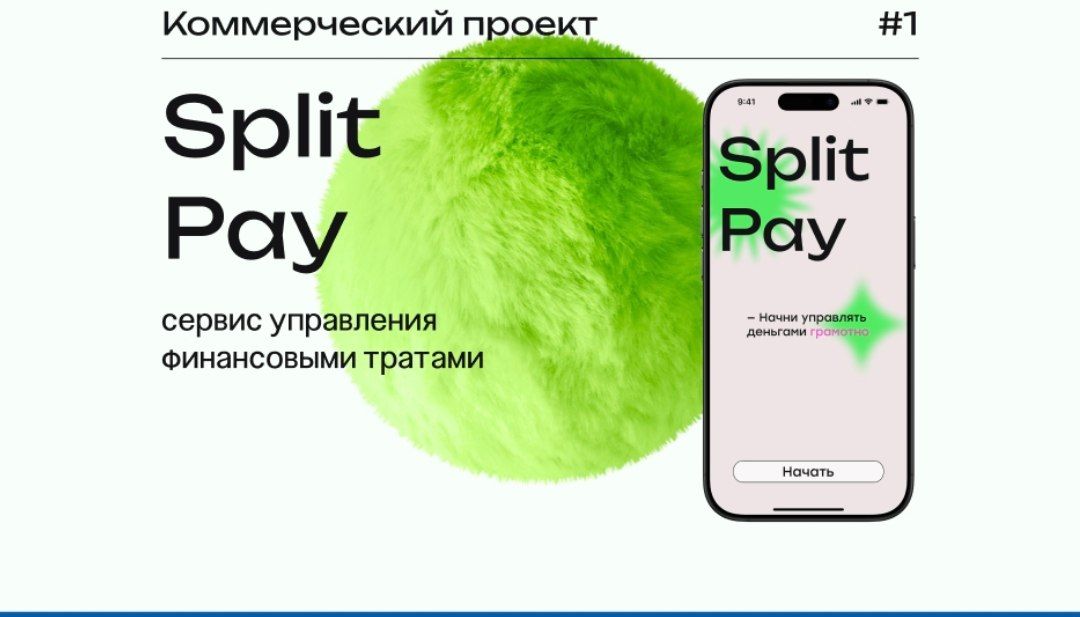 Коммерческий проект #1
Split
Pay
сервис управления
финансовыми тратами
9:41
Split
Pay
— Начни управлять
деньгами грамотно
Начать